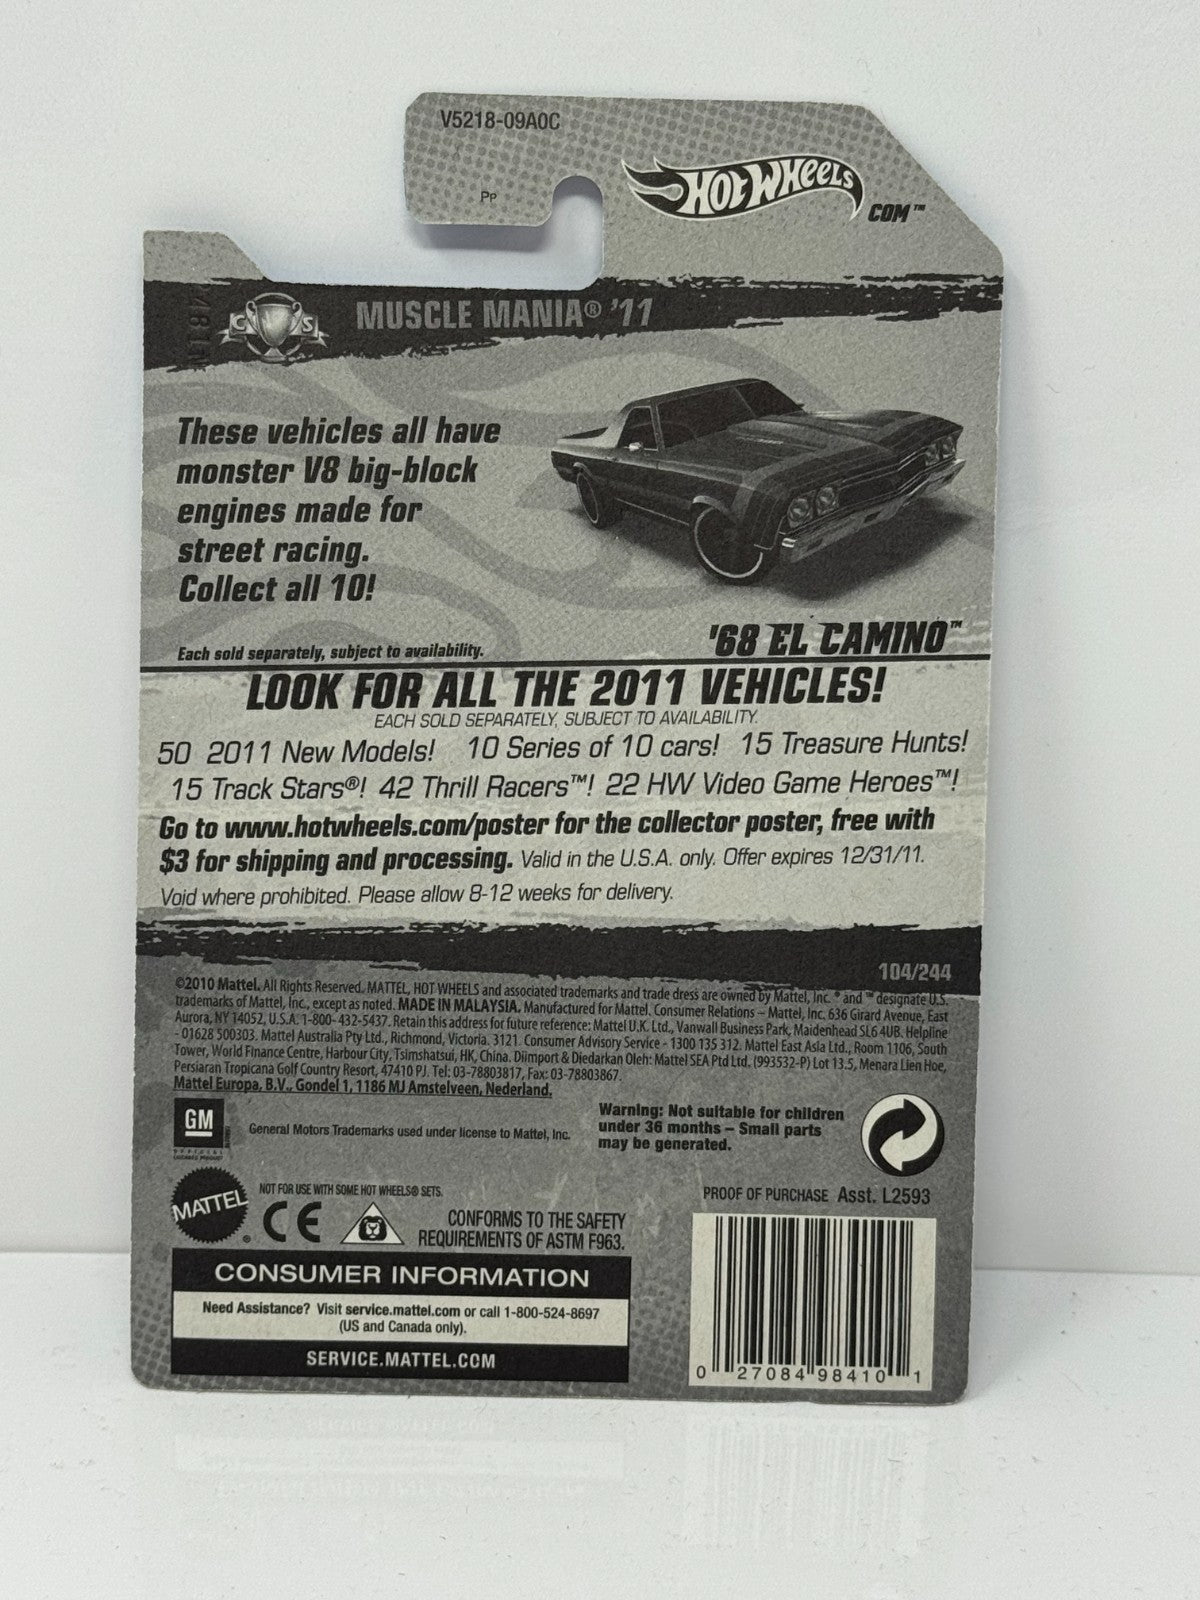 V5218-09A0C
PP
HOT WHEELS
.COM™
CS
MUSCLE MANIA® '11
These vehicles all have
monster V8 big-block
engines made for
street racing.
Collect all 10!
Each sold separately, subject to availability.
'68 EL CAMINO™
LOOK FOR ALL THE 2011 VEHICLES!
EACH SOLD SEPARATELY, SUBJECT TO AVAILABILITY.
50 2011 New Models! 10 Series of 10 cars! 15 Treasure Hunts!
15 Track Stars®! 42 Thrill Racers™! 22 HW Video Game Heroes™!
Go to www.hotwheels.com/poster for the collector poster, free with
$3 for shipping and processing. Valid in the U.S.A. only. Offer expires 12/31/11.
Void where prohibited. Please allow 8-12 weeks for delivery.
104/244
©2010 Mattel. All Rights Reserved. MATTEL, HOT WHEELS and associated trademarks and trade dress are owned by Mattel, Inc. ® and ™ designate U.S.
trademarks of Mattel, Inc., except as noted. MADE IN MALAYSIA. Manufactured for Mattel. Consumer Relations – Mattel, Inc. 636 Girard Avenue, East
Aurora, NY 14052, U.S.A. 1-800-432-5437. Retain this address for future reference: Mattel U.K. Ltd., Vanwall Business Park, Maidenhead SL6 4UB. Helpline
- 01628 500303. Mattel Australia Pty Ltd., Richmond, Victoria. 3121. Consumer Advisory Service - 1300 135 312. Mattel East Asia Ltd., Room 1106, South
Tower, World Finance Centre, Harbour City, Tsimshatsui, HK, China. Diimport & Diedarkan Oleh: Mattel SEA Ptd Ltd. (993532-P) Lot 13.5, Menara Lien Hoe,
Persiaran Tropicana Golf Country Resort, 47410 PJ. Tel: 03-78803817, Fax: 03-78803867.
Mattel Europa, B.V., Gondel 1, 1186 MJ Amstelveen, Nederland.
GM
OFFICIAL
LICENSED PRODUCT
General Motors Trademarks used under license to Mattel, Inc.
Warning: Not suitable for children
under 36 months – Small parts
may be generated.
MATTEL®
NOT FOR USE WITH SOME HOT WHEELS® SETS.
CE
CONFORMS TO THE SAFETY
REQUIREMENTS OF ASTM F963.
PROOF OF PURCHASE Asst. L2593
CONSUMER INFORMATION
Need Assistance? Visit service.mattel.com or call 1-800-524-8697
(US and Canada only).
SERVICE.MATTEL.COM
0 27084 98410 1